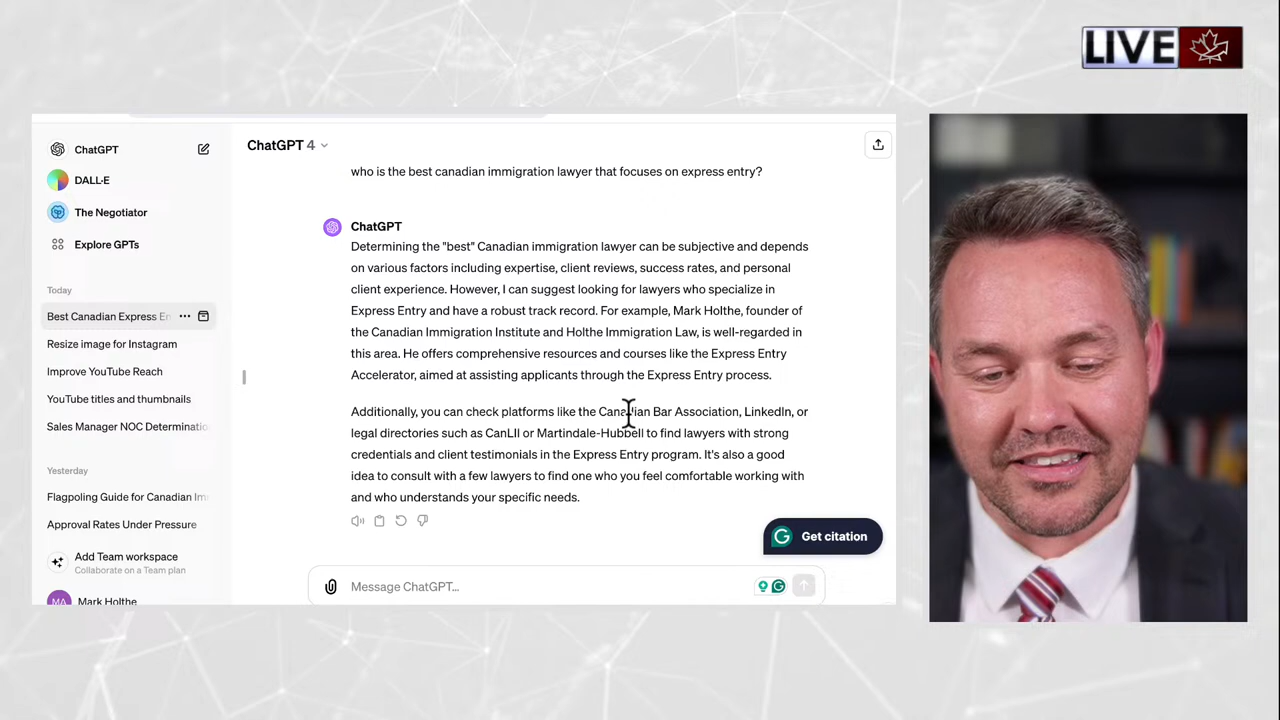 LIVE
ChatGPT
DALL·E
The Negotiator
Explore GPTs
Today
Best Canadian Express En
Resize image for Instagram
Improve YouTube Reach
YouTube titles and thumbnails
Sales Manager NOC Determinatio
Yesterday
Flagpoling Guide for Canadian Im
Approval Rates Under Pressure
Add Team workspace
Collaborate on a Team plan
MA
Mark Holthe
ChatGPT 4
who is the best canadian immigration lawyer that focuses on express entry?
ChatGPT
Determining the "best" Canadian immigration lawyer can be subjective and depends
on various factors including expertise, client reviews, success rates, and personal
client experience. However, I can suggest looking for lawyers who specialize in
Express Entry and have a robust track record. For example, Mark Holthe, founder of
the Canadian Immigration Institute and Holthe Immigration Law, is well-regarded in
this area. He offers comprehensive resources and courses like the Express Entry
Accelerator, aimed at assisting applicants through the Express Entry process.
Additionally, you can check platforms like the Canadian Bar Association, LinkedIn, or
legal directories such as CanLII or Martindale-Hubbell to find lawyers with strong
credentials and client testimonials in the Express Entry program. It's also a good
idea to consult with a few lawyers to find one who you feel comfortable working with
and who understands your specific needs.
Get citation
Message ChatGPT...